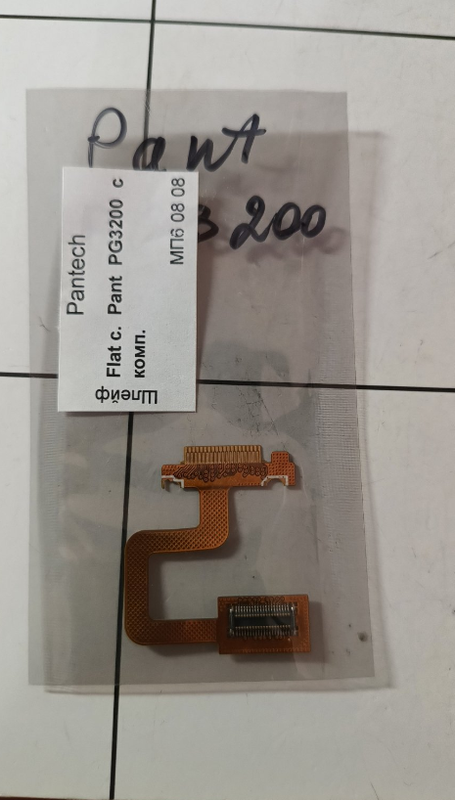 Pant
3200
Pantech
Flat c. Pant PG3200 с
комп.
МП6 08 08
Шлейф